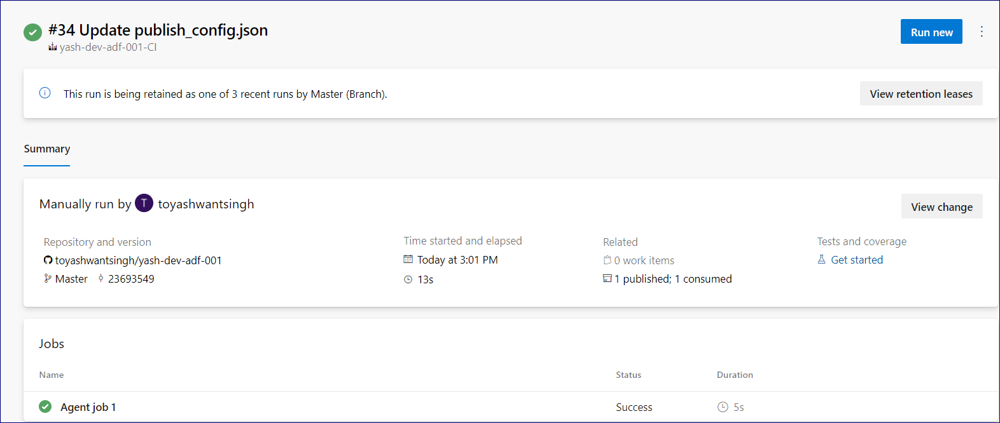 #34 Update publish_config.json
Run new
yash-dev-adf-001-CI
This run is being retained as one of 3 recent runs by Master (Branch).
View retention leases
Summary
Manually run by T toyashwantsingh
View change
Repository and version
toyashwantsingh/yash-dev-adf-001
Master 23693549
Time started and elapsed
Today at 3:01 PM
13s
Related
0 work items
1 published; 1 consumed
Tests and coverage
Get started
Jobs
Name Status Duration
Agent job 1 Success 5s